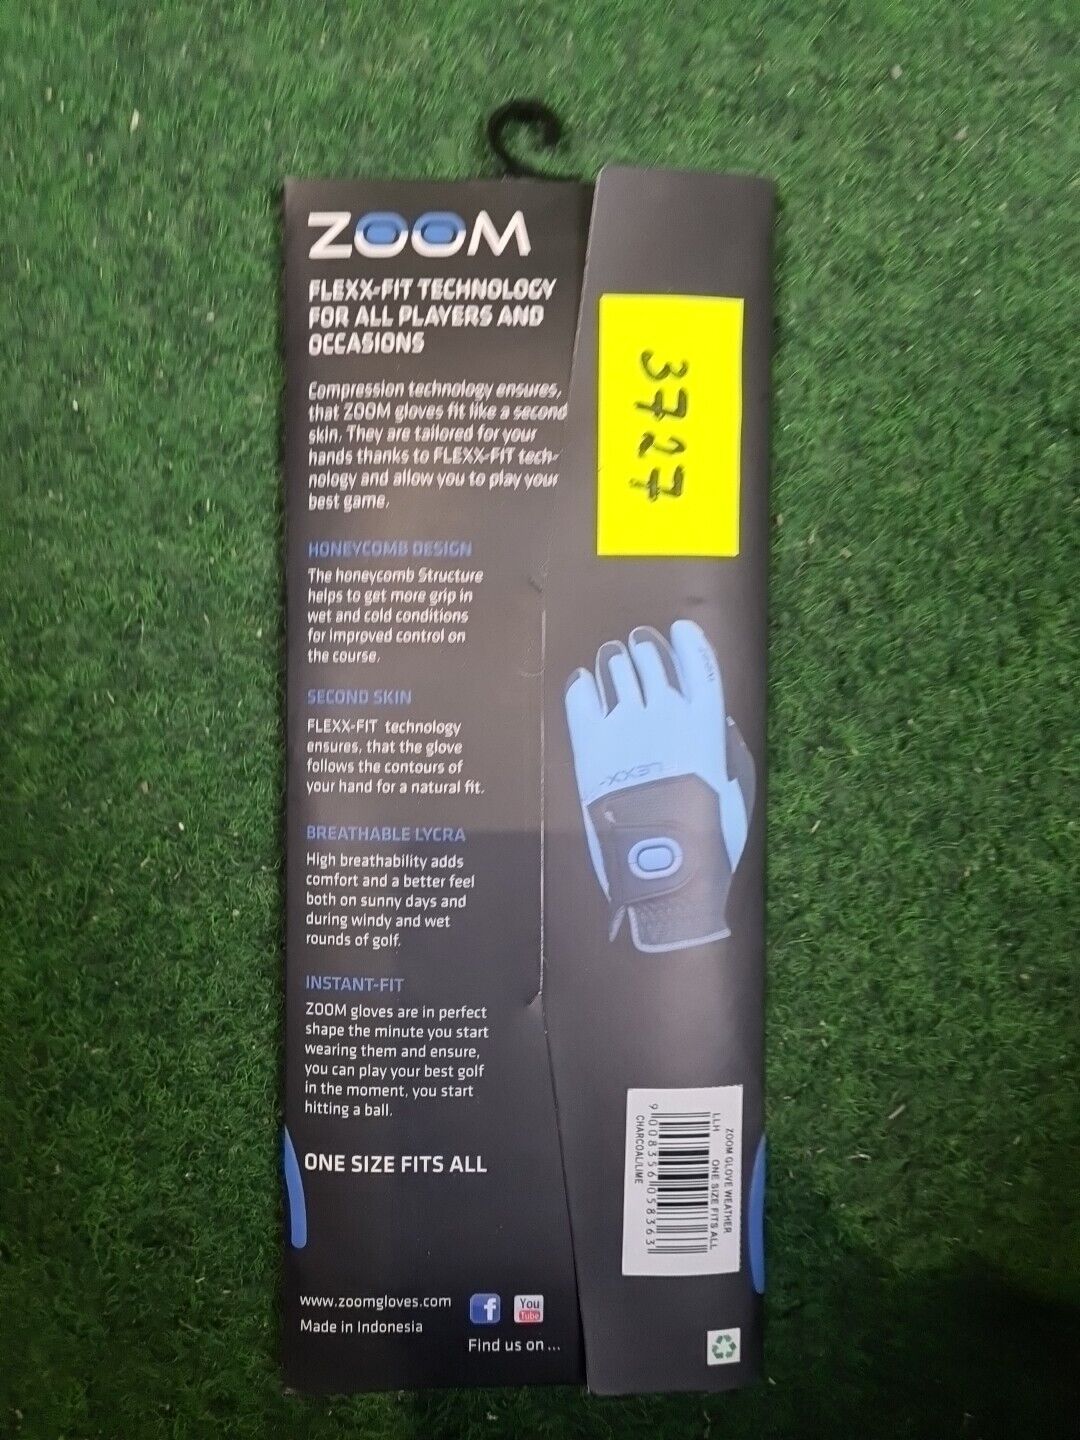 ZOOM
FLEXX-FIT TECHNOLOGY
FOR ALL PLAYERS AND
OCCASIONS
Compression technology ensures,
that ZOOM gloves fit like a second
skin. They are tailored for your
hands thanks to FLEXX-FIT tech-
nology and allow you to play your
best game.
HONEYCOMB DESIGN
The honeycomb Structure
helps to get more grip in
wet and cold conditions
for improved control on
the course.
SECOND SKIN
FLEXX-FIT technology
ensures, that the glove
follows the contours of
your hand for a natural fit.
BREATHABLE LYCRA
High breathability adds
comfort and a better feel
both on sunny days and
during windy and wet
rounds of golf.
INSTANT-FIT
ZOOM gloves are in perfect
shape the minute you start
wearing them and ensure,
you can play your best golf
in the moment, you start
hitting a ball.
ONE SIZE FITS ALL
www.zoomgloves.com
Made in Indonesia
f
You
Tube
Find us on ...
3727
ZOOM GLOVE WEATHER
LLH ONE SIZE FITS ALL
9 008356 058363
CHARCOAL/LIME